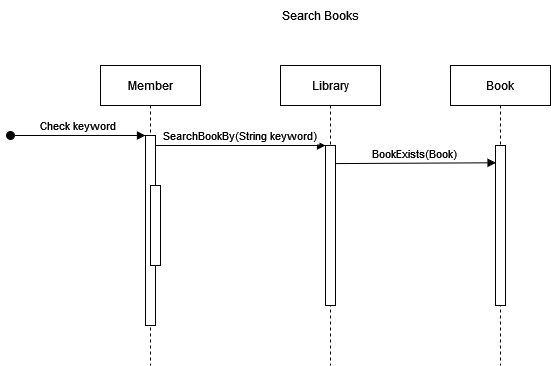 Search Books
Member
Library
Book
Check keyword
SearchBookBy(String keyword)
BookExists(Book)